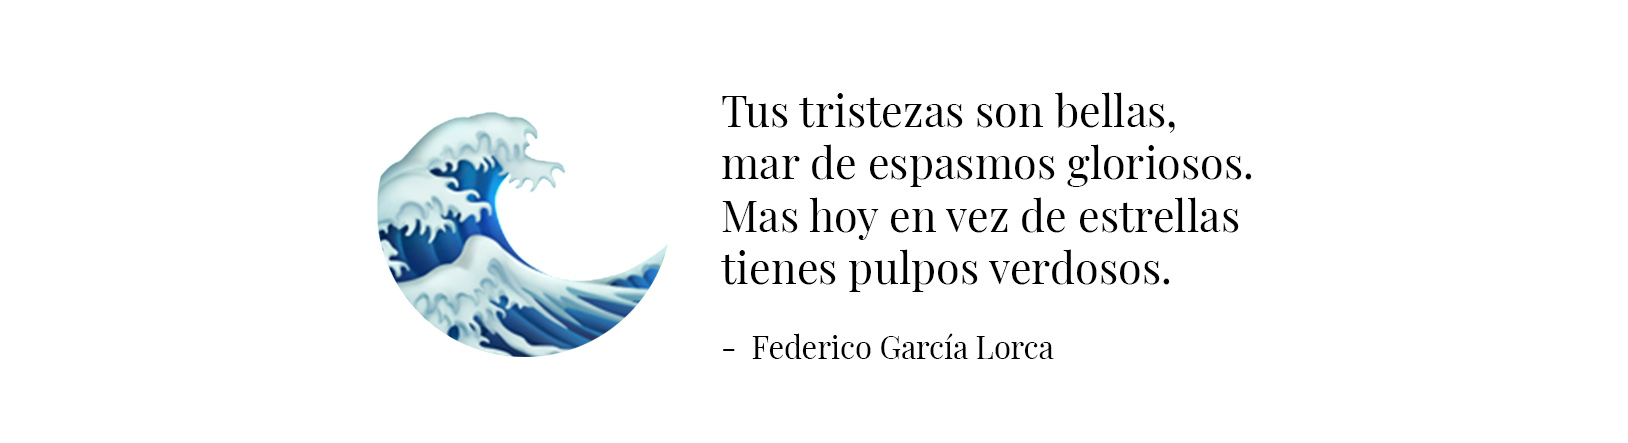 Tus tristezas son bellas,
mar de espasmos gloriosos.
Mas hoy en vez de estrellas
tienes pulpos verdosos.
- Federico García Lorca